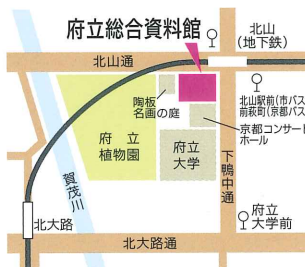 府立総合資料館
北山
(地下鉄)
北山通
陶板
名画の庭
北山駅前(市バス
前萩町(京都バス
京都コンサート
ホール
府立
植物園
府立
大学
下鴨中通
賀茂川
北大路
府立
大学前
北大路通